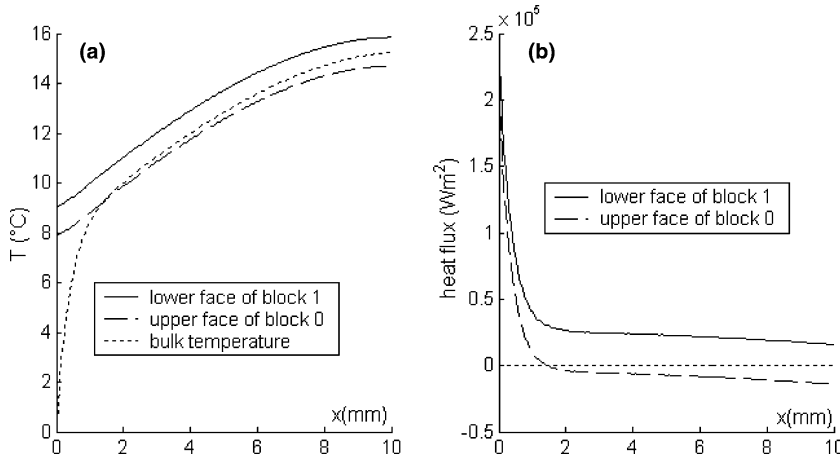 (a)
16
14
12
10
8
6
4
2
0
T (°C)
lower face of block 1
upper face of block 0
bulk temperature
x(mm)
0 2 4 6 8 10
(b)
× 10⁵
2.5
2
1.5
1
0.5
0
-0.5
heat flux (Wm⁻²)
lower face of block 1
upper face of block 0
x(mm)
0 2 4 6 8 10